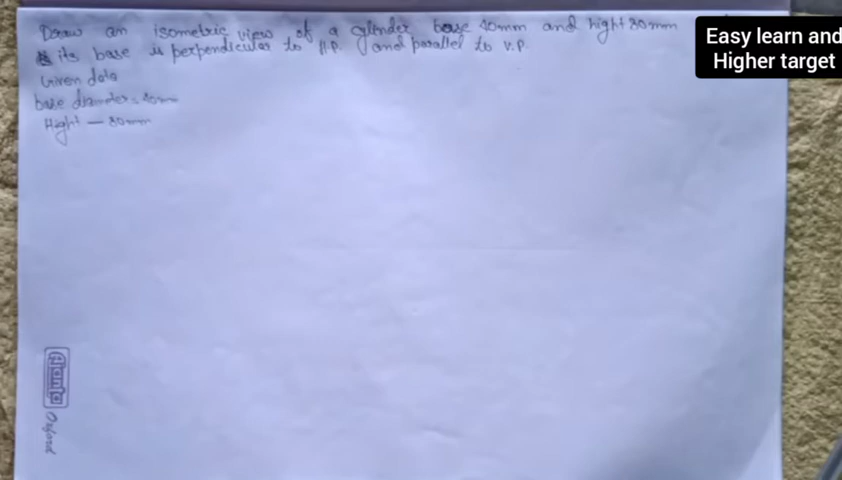 Draw an isometric view of a cylinder base 40mm and hight 80mm
its base is perpendicular to H.P. and parallel to V.P.
Given data
base diameter = 40mm
Hight — 80mm
Easy learn and
Higher target
Oxford